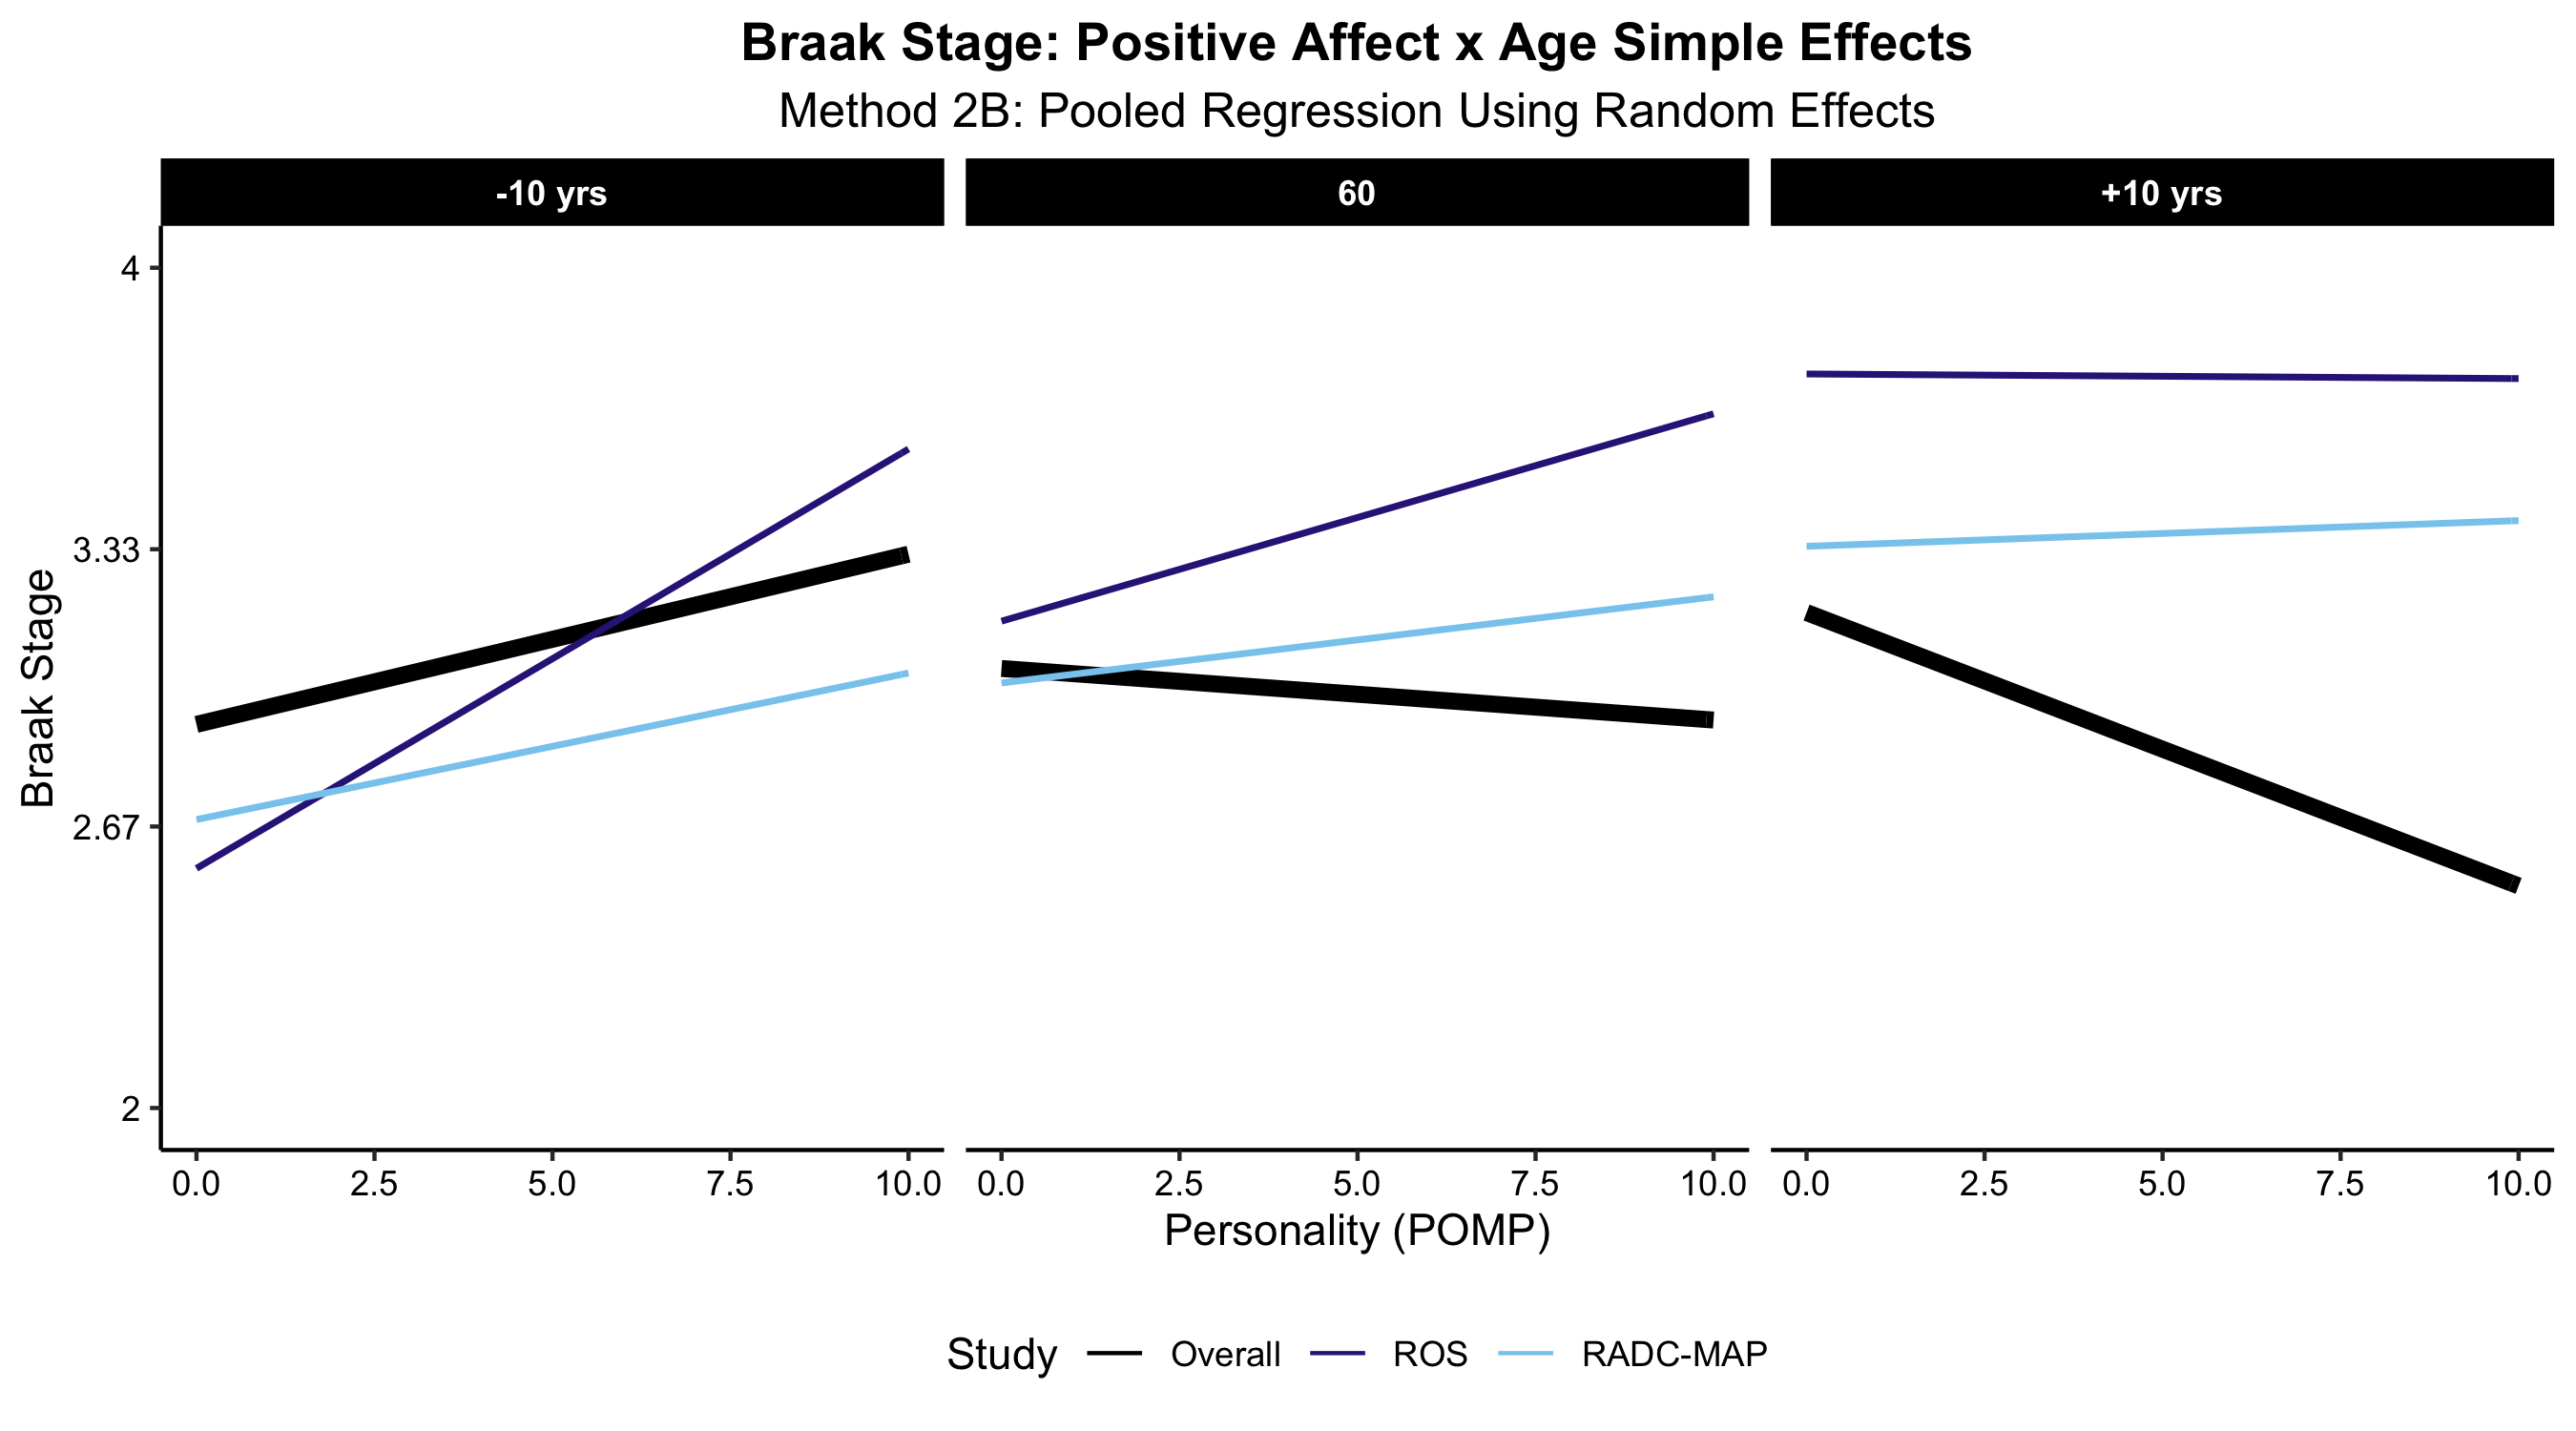 Braak Stage: Positive Affect x Age Simple Effects
Method 2B: Pooled Regression Using Random Effects
-10 yrs 60 +10 yrs
4
3.33
2.67
2
Braak Stage
0.0 2.5 5.0 7.5 10.0 0.0 2.5 5.0 7.5 10.0 0.0 2.5 5.0 7.5 10.0
Personality (POMP)
Study Overall ROS RADC-MAP